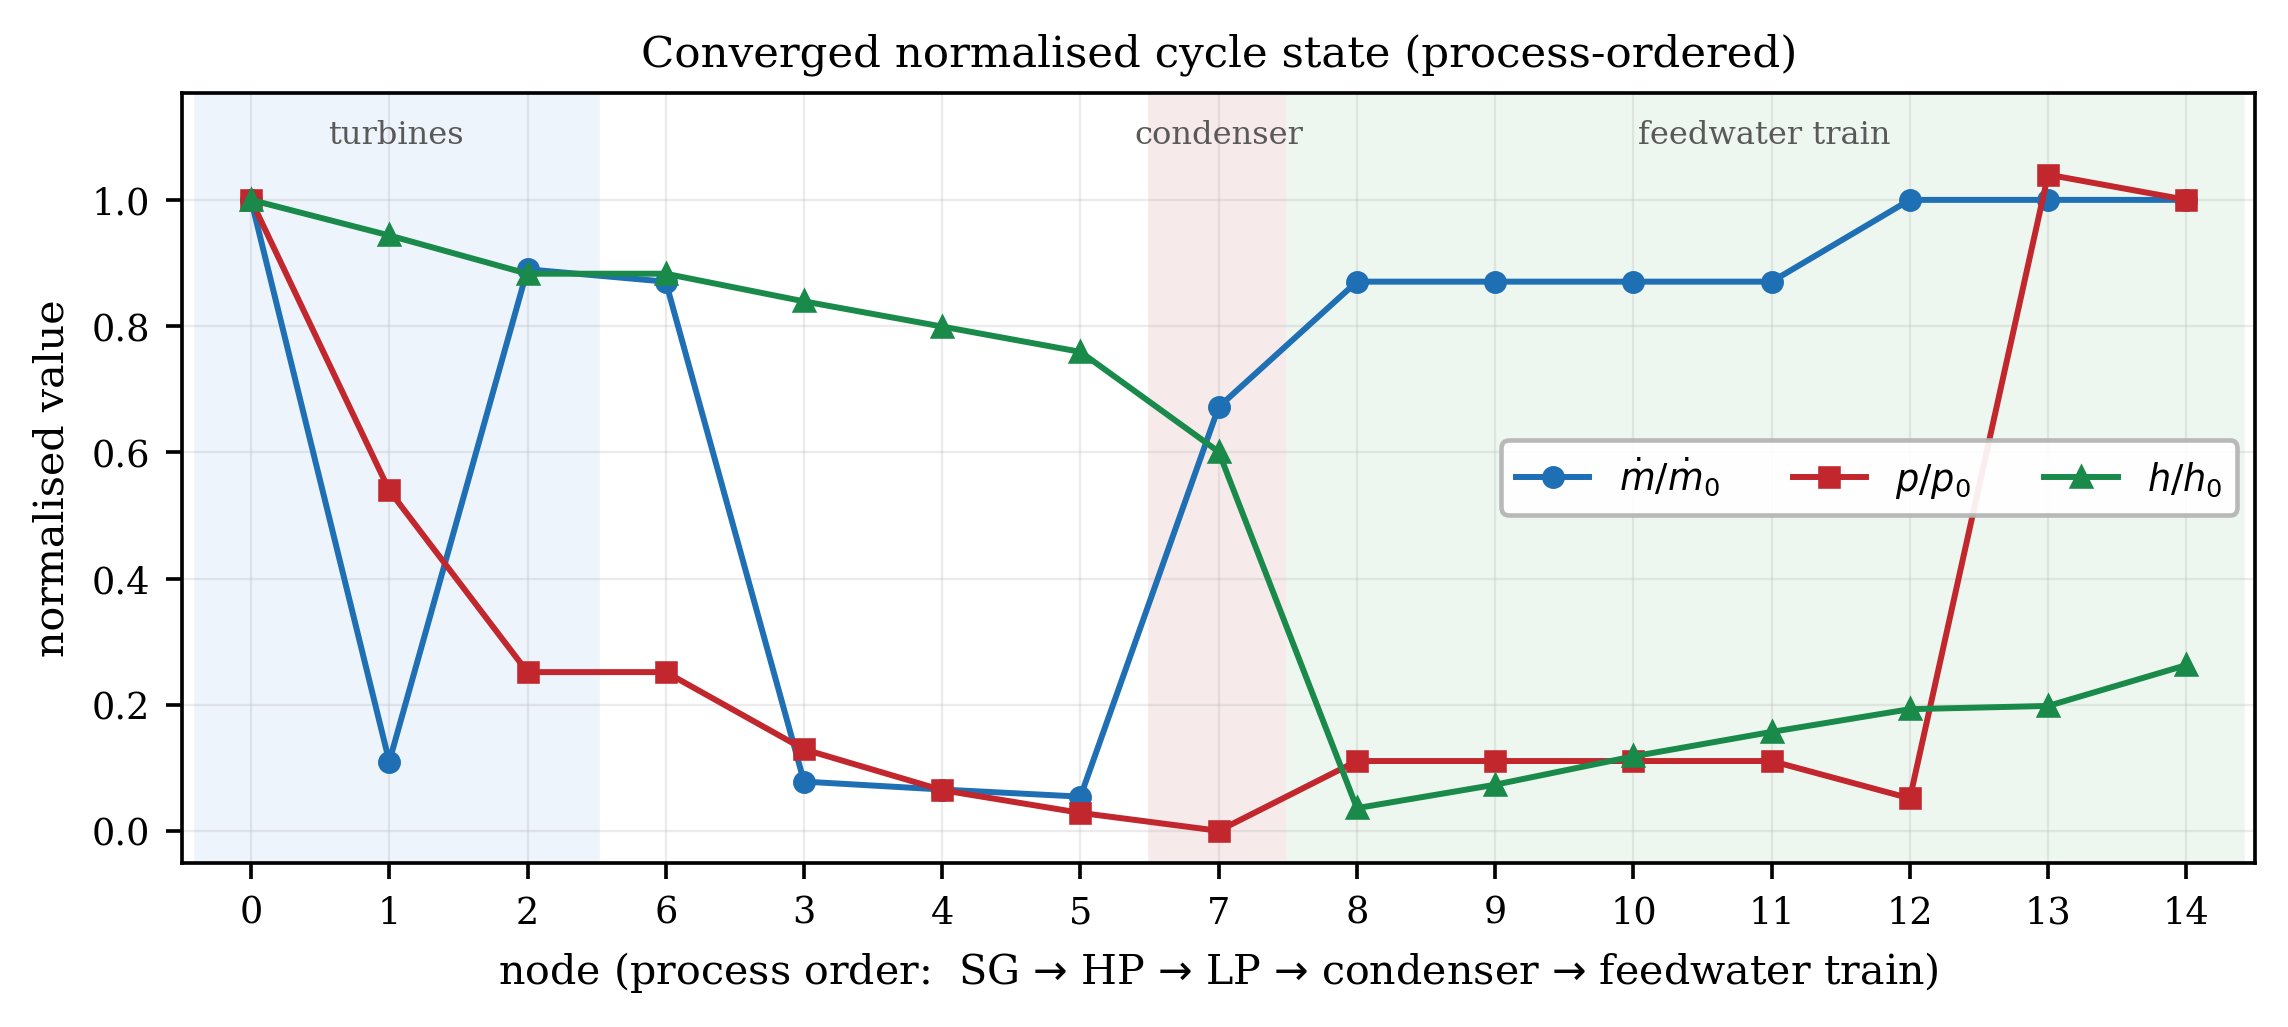 Converged normalised cycle state (process-ordered)
turbines
condenser
feedwater train
1.0
0.8
0.6
0.4
0.2
0.0
normalised value
ṁ/ṁ₀
p/p₀
h/h₀
0 1 2 6 3 4 5 7 8 9 10 11 12 13 14
node (process order:  SG → HP → LP → condenser → feedwater train)